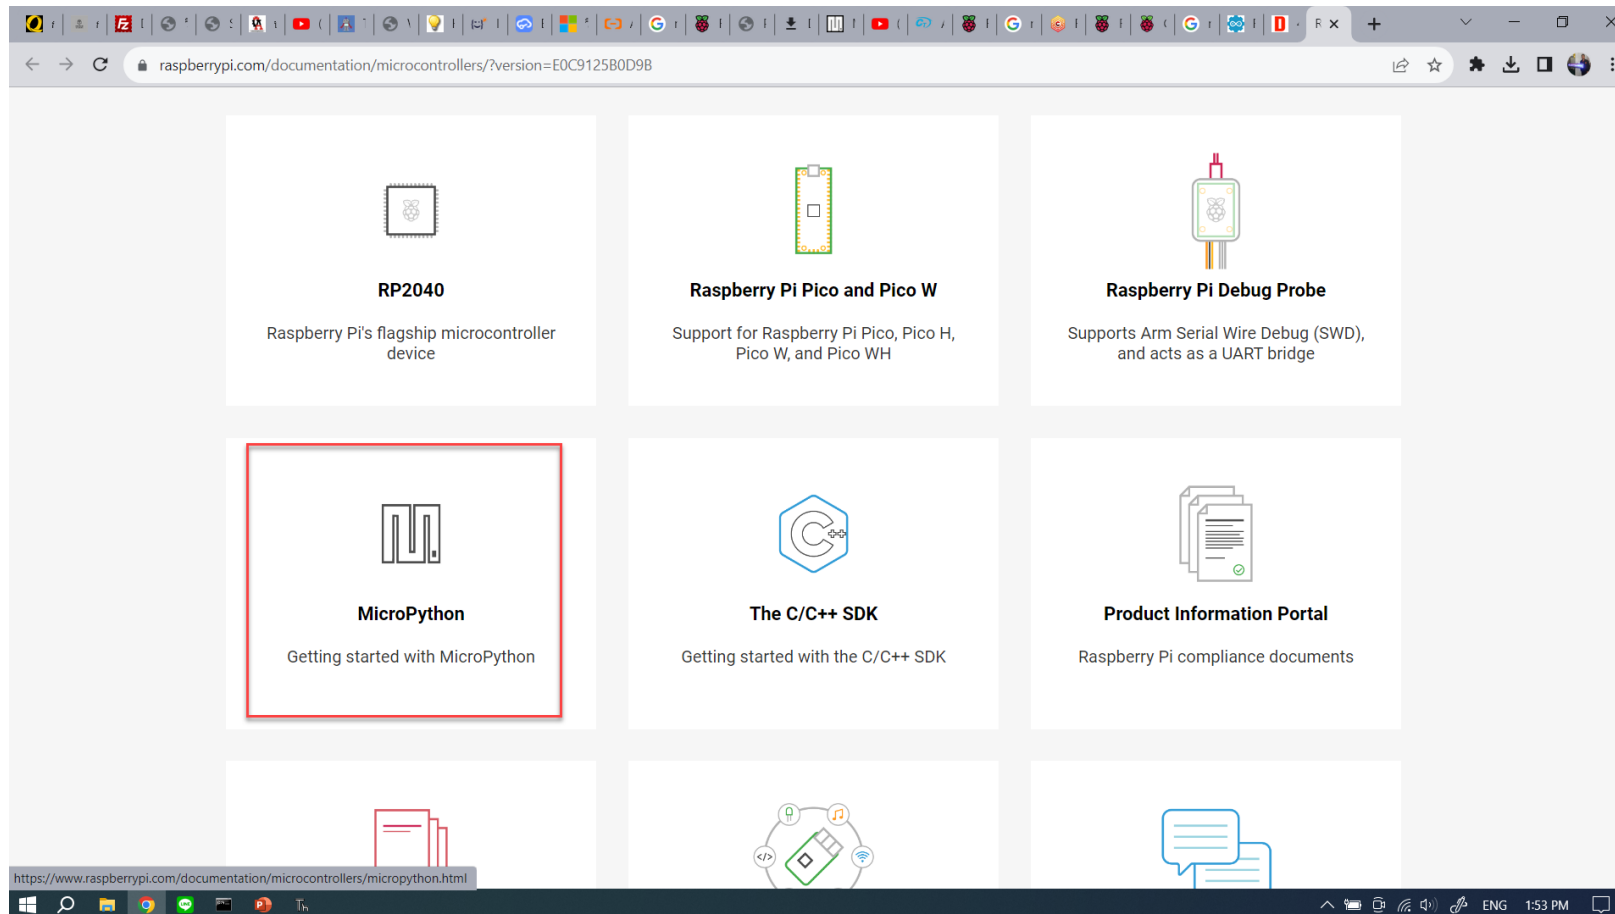 raspberrypi.com/documentation/microcontrollers/?version=E0C9125B0D9B
RP2040
Raspberry Pi's flagship microcontroller
device
Raspberry Pi Pico and Pico W
Support for Raspberry Pi Pico, Pico H,
Pico W, and Pico WH
Raspberry Pi Debug Probe
Supports Arm Serial Wire Debug (SWD),
and acts as a UART bridge
MicroPython
Getting started with MicroPython
The C/C++ SDK
Getting started with the C/C++ SDK
Product Information Portal
Raspberry Pi compliance documents
https://www.raspberrypi.com/documentation/microcontrollers/micropython.html
ENG
1:53 PM